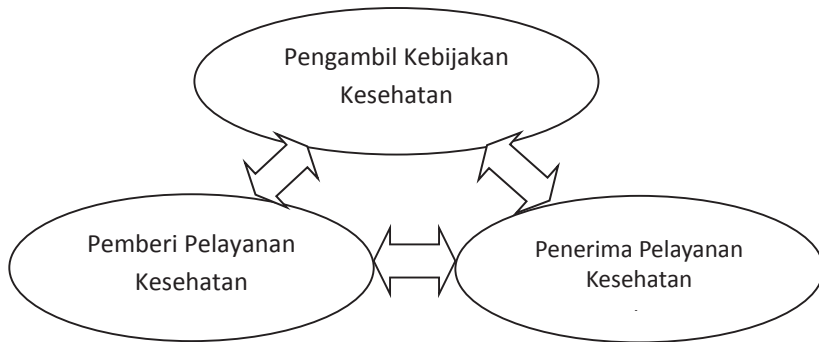 Pengambil Kebijakan
Kesehatan
Pemberi Pelayanan
Kesehatan
Penerima Pelayanan
Kesehatan